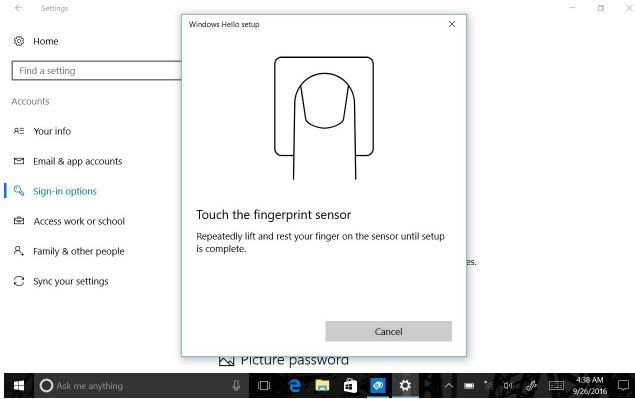 Settings
Windows Hello setup
Home
Find a setting
Accounts
Your info
Email & app accounts
Sign-in options
Access work or school
Family & other people
Sync your settings
Touch the fingerprint sensor
Repeatedly lift and rest your finger on the sensor until setup
is complete.
es.
Cancel
Picture password
Ask me anything
4:38 AM
9/26/2016